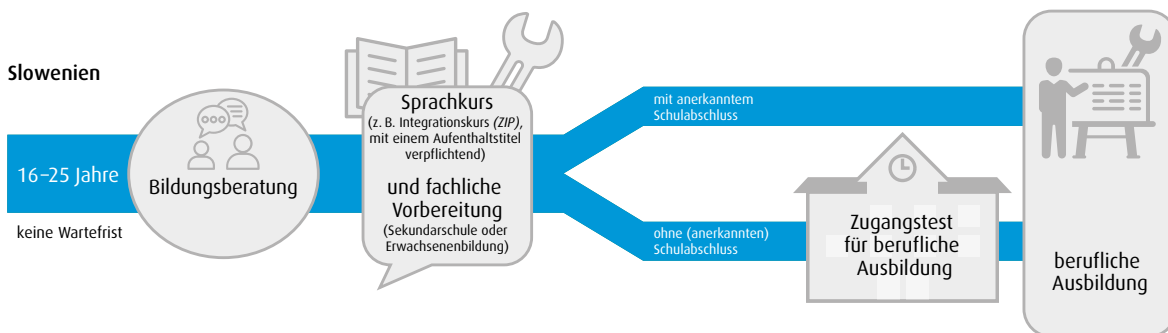 Slowenien
16–25 Jahre
keine Wartefrist
Bildungsberatung
Sprachkurs
(z. B. Integrationskurs (ZIP),
mit einem Aufenthaltstitel
verpflichtend)
und fachliche
Vorbereitung
(Sekundarschule oder
Erwachsenenbildung)
mit anerkanntem
Schulabschluss
ohne (anerkannten)
Schulabschluss
Zugangstest
für berufliche
Ausbildung
berufliche
Ausbildung